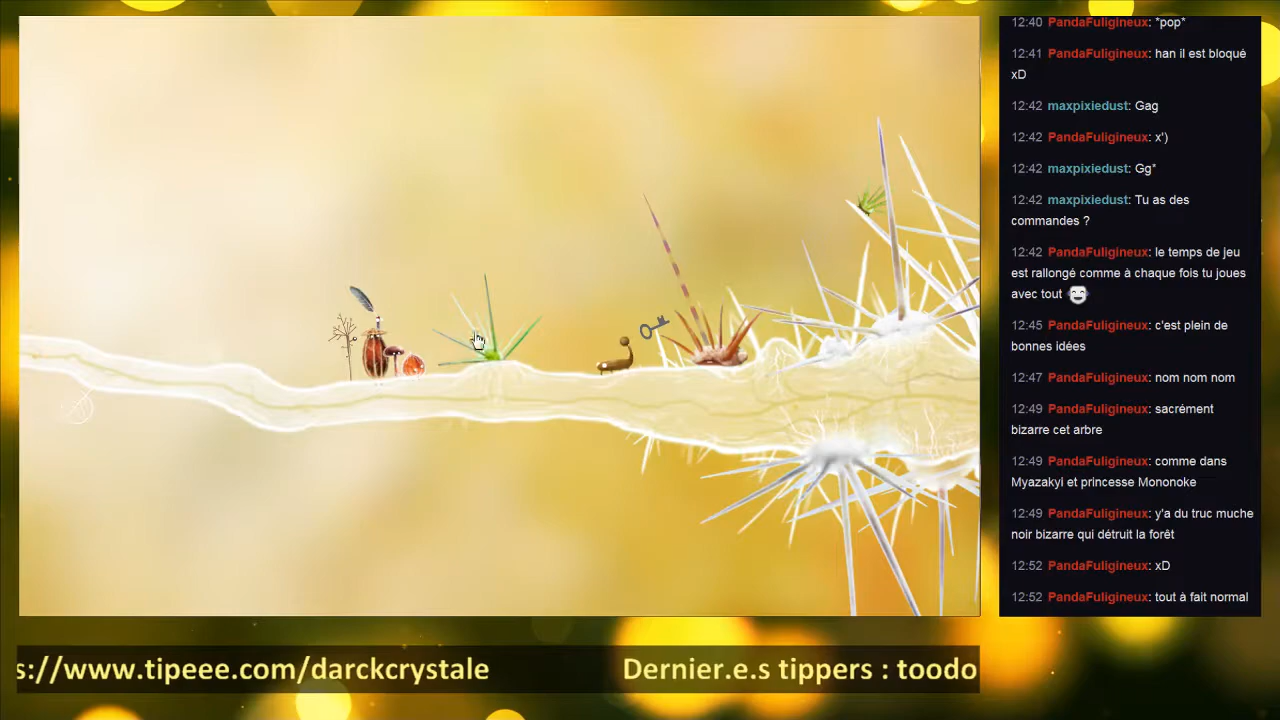 12:40 PandaFuligineux: *pop*
12:41 PandaFuligineux: han il est bloqué
xD
12:42 maxpixiedust: Gag
12:42 PandaFuligineux: x')
12:42 maxpixiedust: Gg*
12:42 maxpixiedust: Tu as des
commandes ?
12:42 PandaFuligineux: le temps de jeu
est rallongé comme à chaque fois tu joues
avec tout
12:45 PandaFuligineux: c'est plein de
bonnes idées
12:47 PandaFuligineux: nom nom nom
12:49 PandaFuligineux: sacrément
bizarre cet arbre
12:49 PandaFuligineux: comme dans
Myazakyi et princesse Mononoke
12:49 PandaFuligineux: y'a du truc muche
noir bizarre qui détruit la forêt
12:52 PandaFuligineux: xD
12:52 PandaFuligineux: tout à fait normal
s://www.tipeee.com/darckcrystale Dernier.e.s tippers : toodo